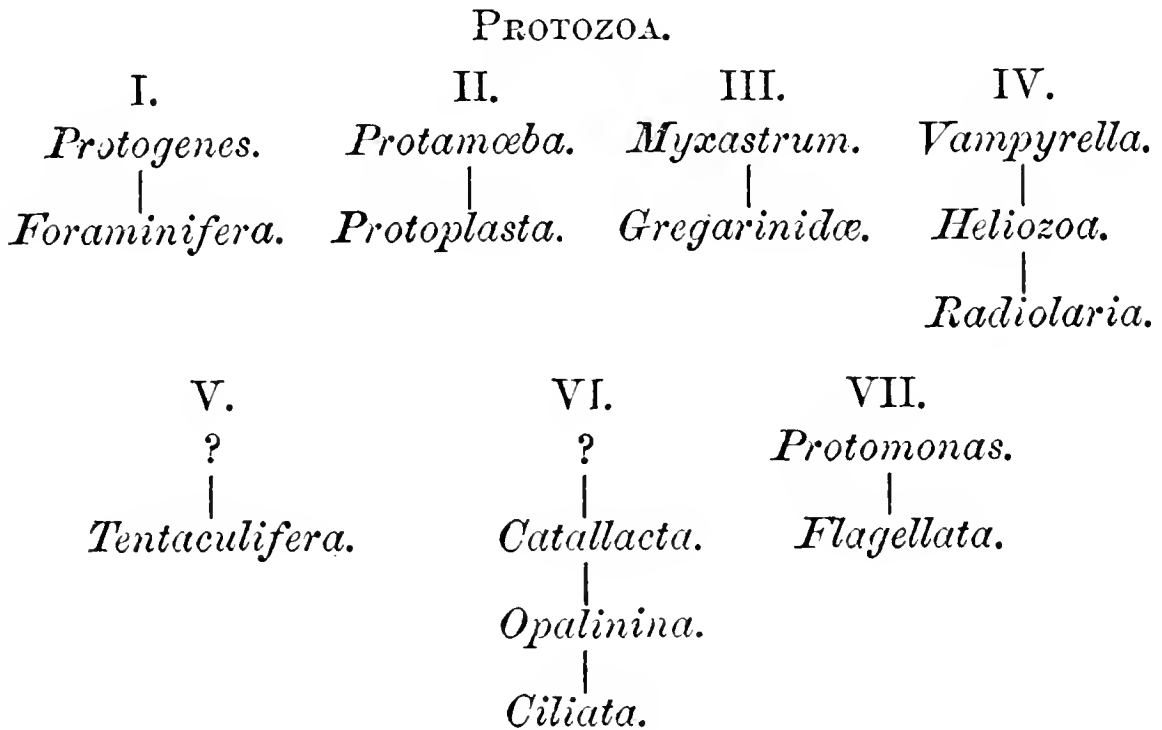 PROTOZOA.
I. II. III. IV.
Protogenes. Protamœba. Myxastrum. Vampyrella.
Foraminifera. Protoplasta. Gregarinidæ. Heliozoa.
Radiolaria.
V. VI. VII.
? ? Protomonas.
Tentaculifera. Catallacta. Flagellata.
Opalinina.
Ciliata.